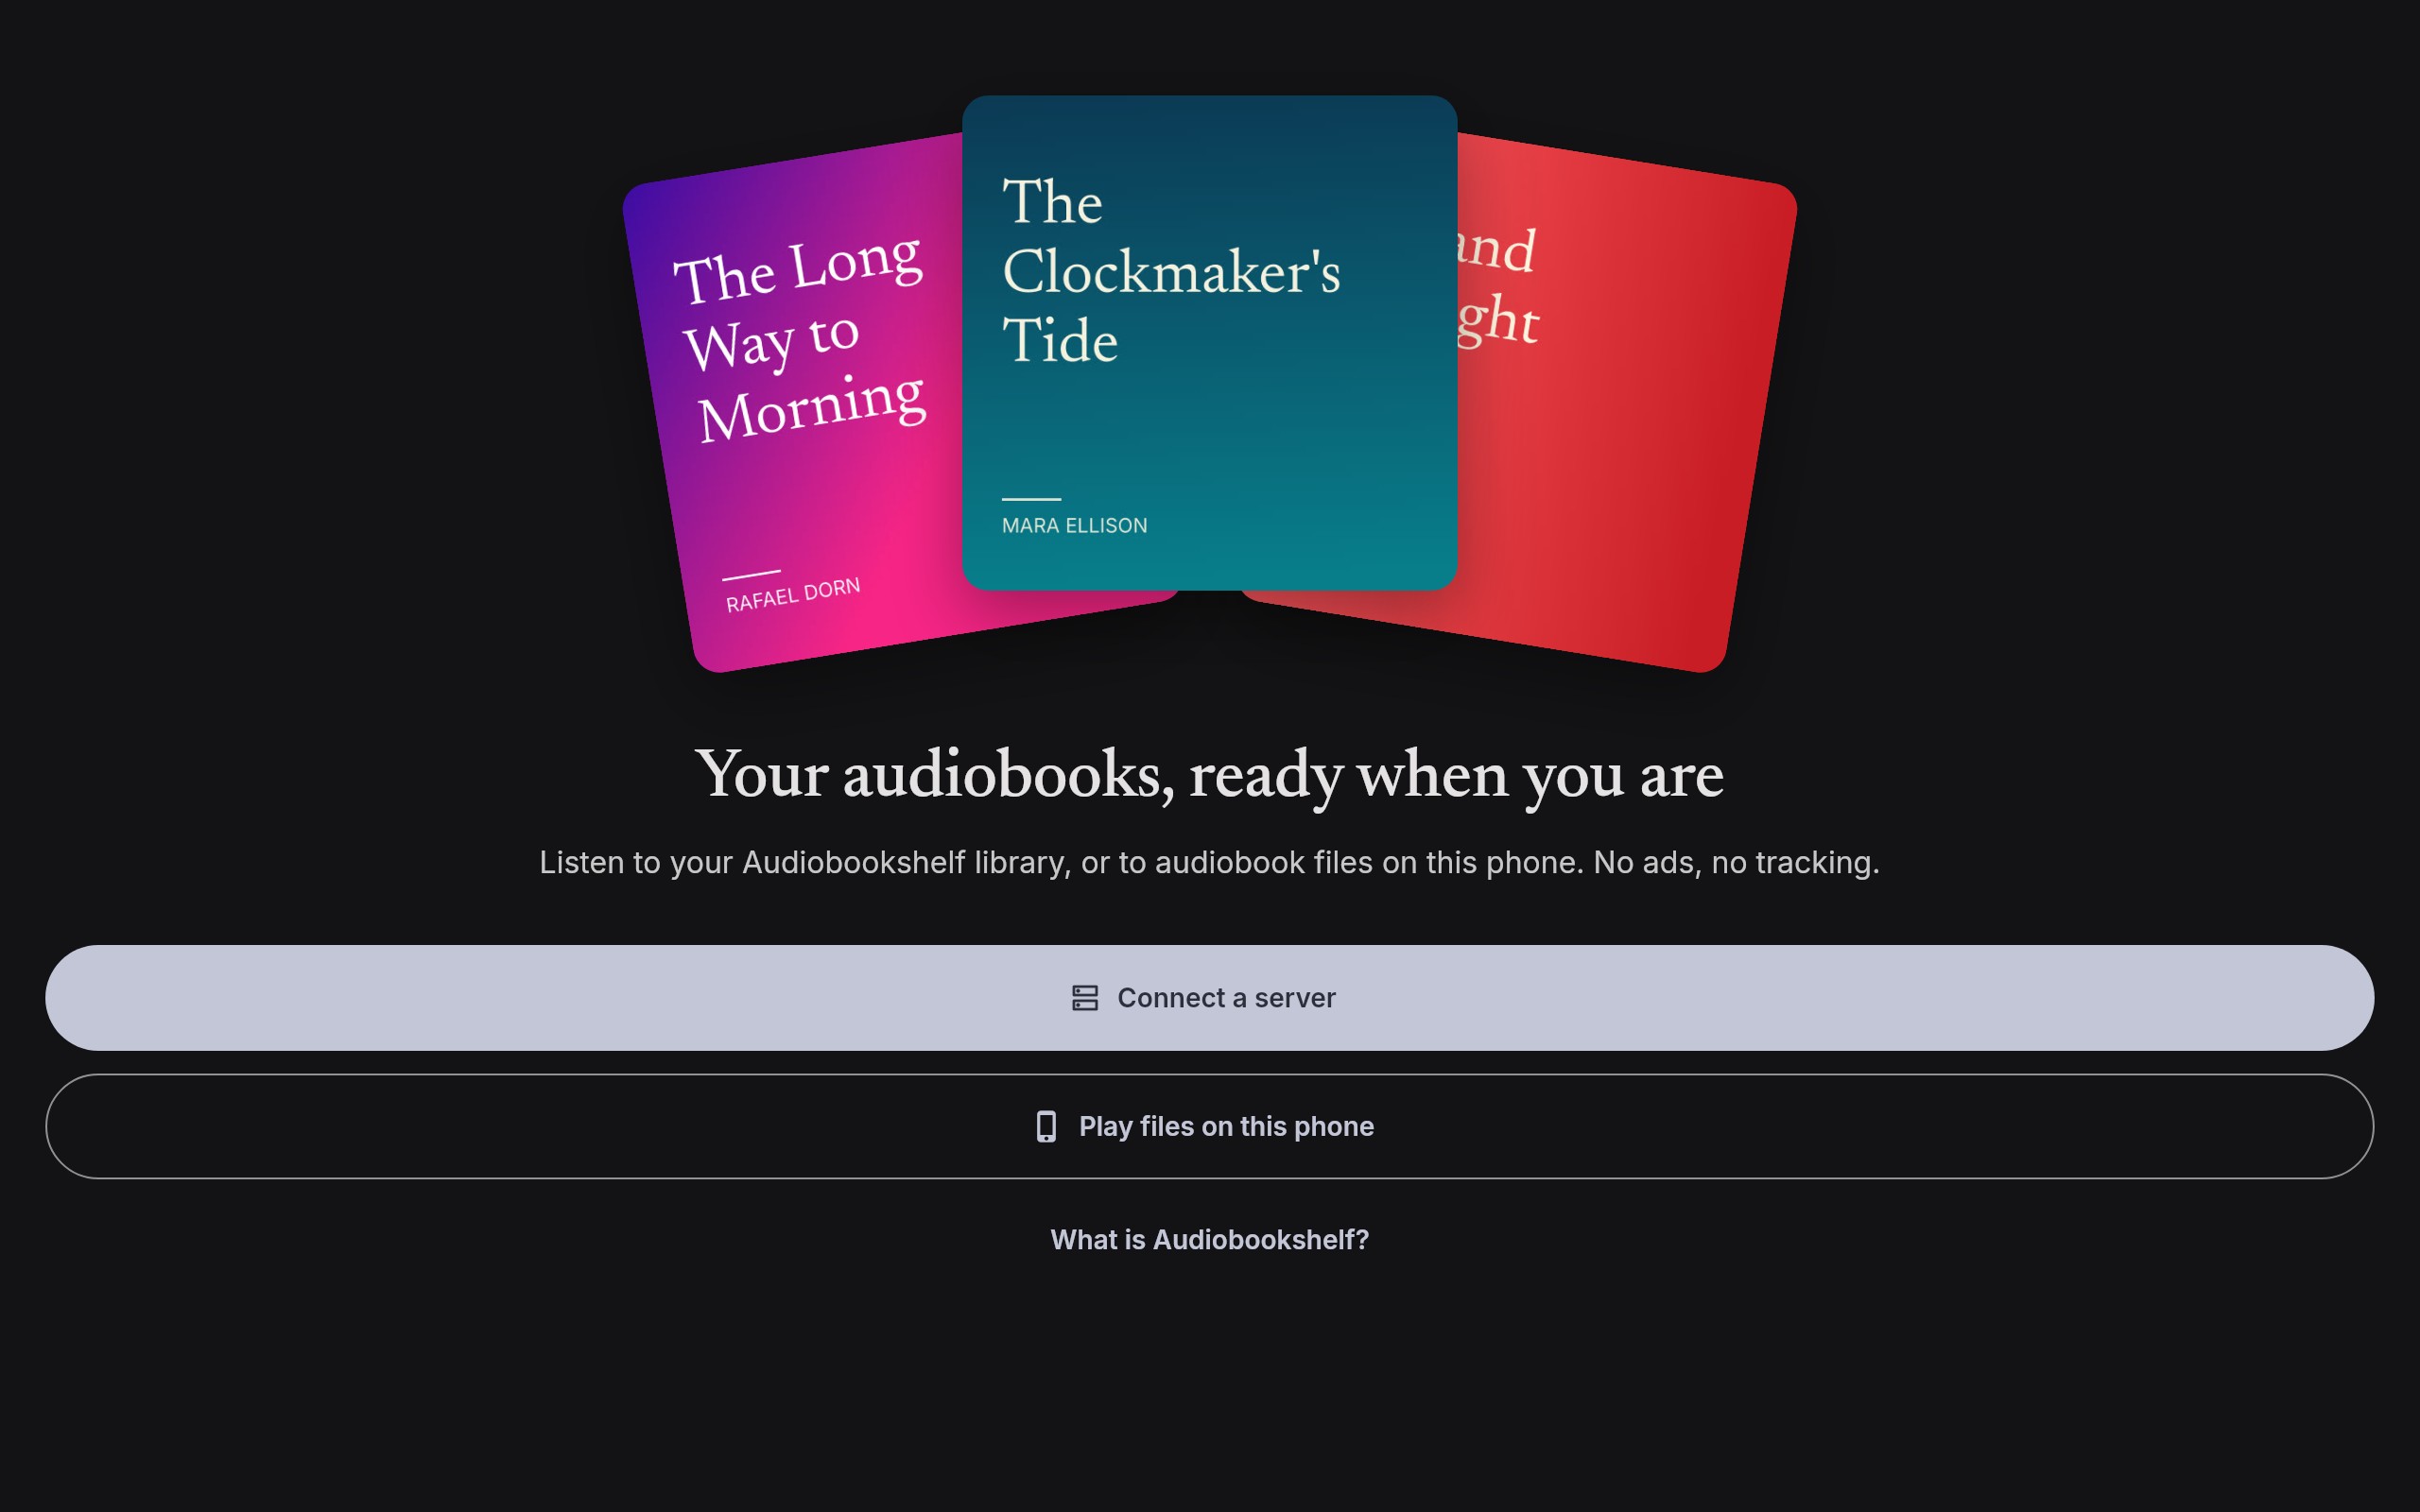 The Long
Way to
Morning
RAFAEL DORN
The
Clockmaker's
Tide
MARA ELLISON
and
ght
Your audiobooks, ready when you are
Listen to your Audiobookshelf library, or to audiobook files on this phone. No ads, no tracking.
Connect a server
Play files on this phone
What is Audiobookshelf?